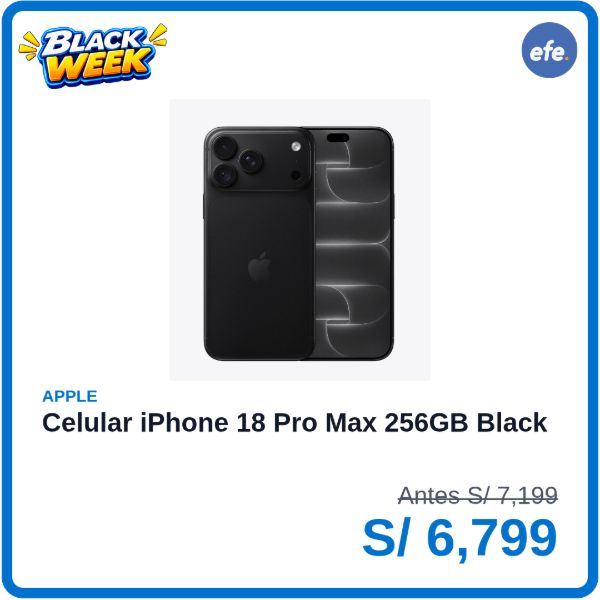 BLACK
WEEK
efe.
APPLE
Celular iPhone 18 Pro Max 256GB Black
Antes S/ 7,199
S/ 6,799